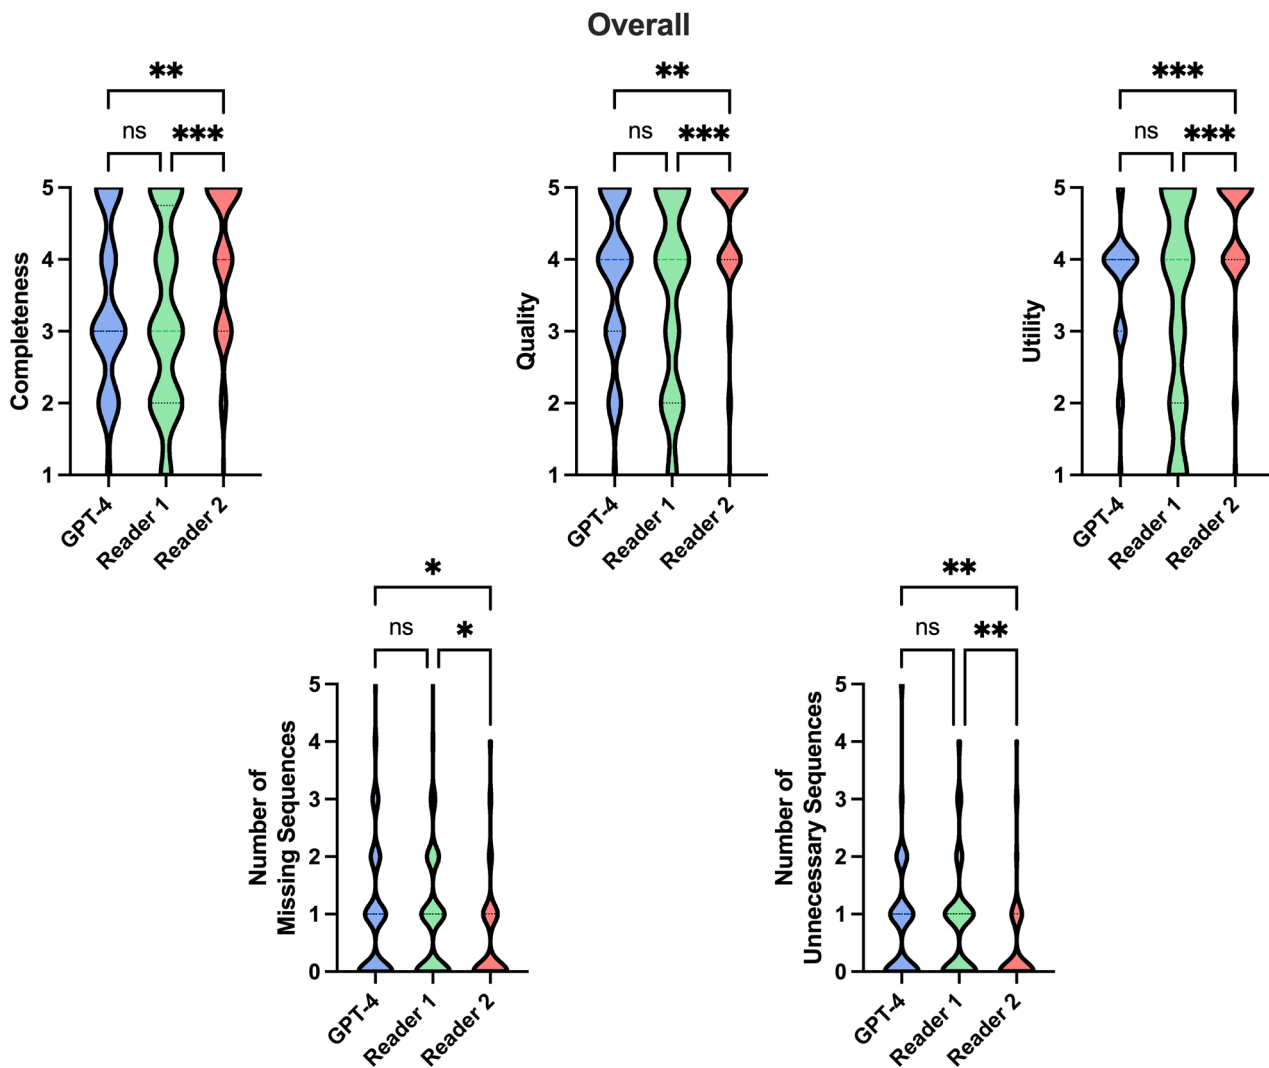 Overall
**
ns ***
5
4
3
2
1
Completeness
GPT-4
Reader 1
Reader 2
**
ns ***
5
4
3
2
1
Quality
GPT-4
Reader 1
Reader 2
***
ns ***
5
4
3
2
1
Utility
GPT-4
Reader 1
Reader 2
*
ns *
5
4
3
2
1
0
Number of
Missing Sequences
GPT-4
Reader 1
Reader 2
**
ns **
5
4
3
2
1
0
Number of
Unnecessary Sequences
GPT-4
Reader 1
Reader 2